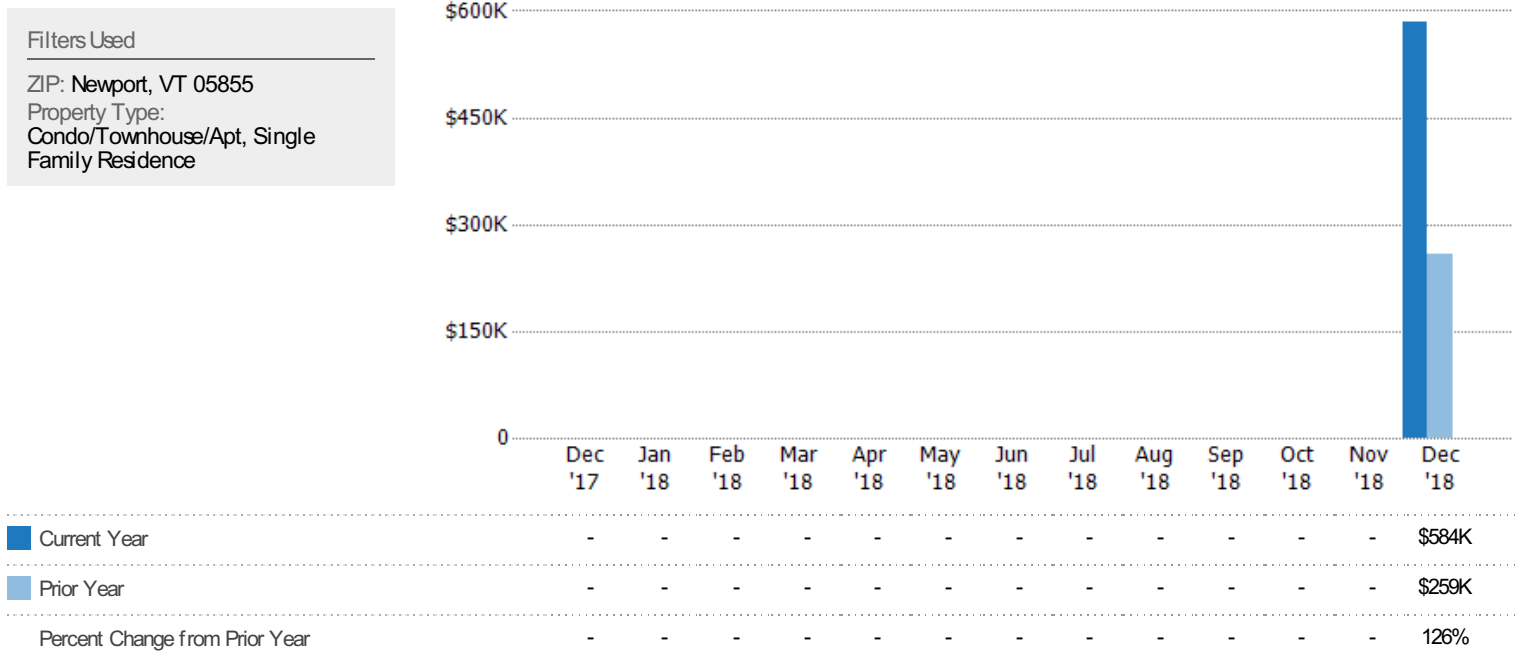 Filters Used
ZIP: Newport, VT 05855
Property Type:
Condo/Townhouse/Apt, Single
Family Residence
$600K
$450K
$300K
$150K
0
Dec Jan Feb Mar Apr May Jun Jul Aug Sep Oct Nov Dec
'17 '18 '18 '18 '18 '18 '18 '18 '18 '18 '18 '18 '18
Current Year - - - - - - - - - - - - $584K
Prior Year - - - - - - - - - - - - $259K
Percent Change from Prior Year - - - - - - - - - - - - 126%